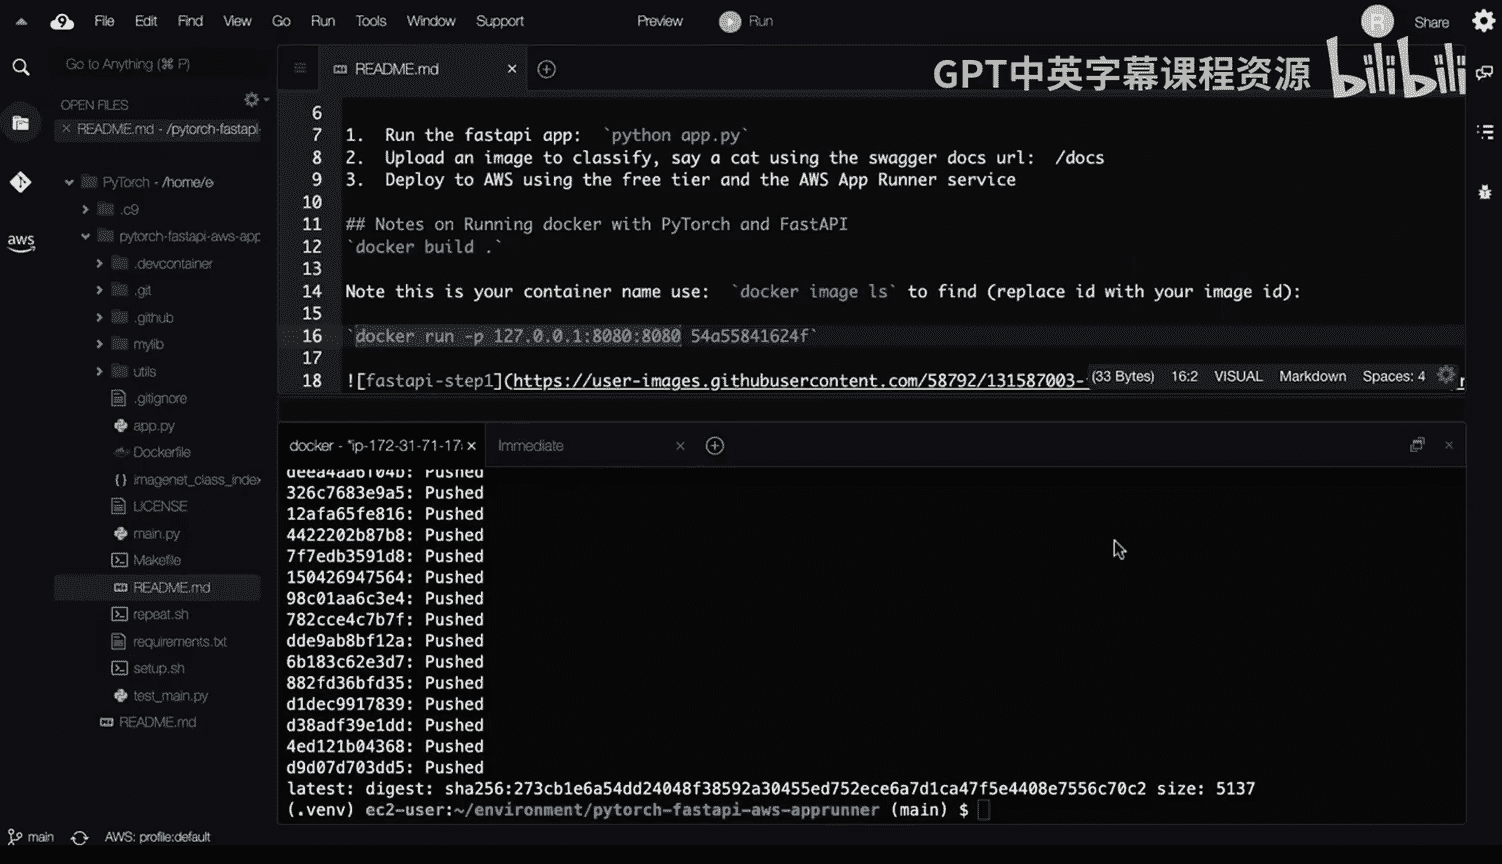 File Edit Find View Go Run Tools Window Support Preview Run R Share
Go to Anything (⌘ P)
OPEN FILES
README.md - /pytorch-fastapi-
PyTorch - /home/e
.c9
pytorch-fastapi-aws-app
.devcontainer
.git
.github
mylib
utils
.gitignore
app.py
Dockerfile
imagenet_class_index
LICENSE
main.py
Makefile
README.md
repeat.sh
requirements.txt
setup.sh
test_main.py
README.md
aws
README.md
GPT中英字幕课程资源 bilibili
6
7 1. Run the fastapi app: `python app.py`
8 2. Upload an image to classify, say a cat using the swagger docs url: /docs
9 3. Deploy to AWS using the free tier and the AWS App Runner service
10
11 ## Notes on Running docker with PyTorch and FastAPI
12 `docker build .`
13
14 Note this is your container name use: `docker image ls` to find (replace id with your image id):
15
16 `docker run -p 127.0.0.1:8080:8080 54a55841624f`
17
18 ![fastapi-step1](https://user-images.githubusercontent.com/58792/131587003-
(33 Bytes) 16:2 VISUAL Markdown Spaces: 4
docker - "ip-172-31-71-17 Immediate
deea4aa6f04b: Pushed
326c7683e9a5: Pushed
12afa65fe816: Pushed
4422202b87b8: Pushed
7f7edb3591d8: Pushed
150426947564: Pushed
98c01aa6c3e4: Pushed
782cce4c7b7f: Pushed
dde9ab8bf12a: Pushed
6b183c62e3d7: Pushed
882fd36bfd35: Pushed
d1dec9917839: Pushed
d38adf39e1dd: Pushed
4ed121b04368: Pushed
d9d07d703dd5: Pushed
latest: digest: sha256:273cb1e6a54dd24048f38592a30455ed752ece6a7d1ca47f5e4408e7556c70c2 size: 5137
(.venv) ec2-user:~/environment/pytorch-fastapi-aws-apprunner (main) $
main AWS: profile:default